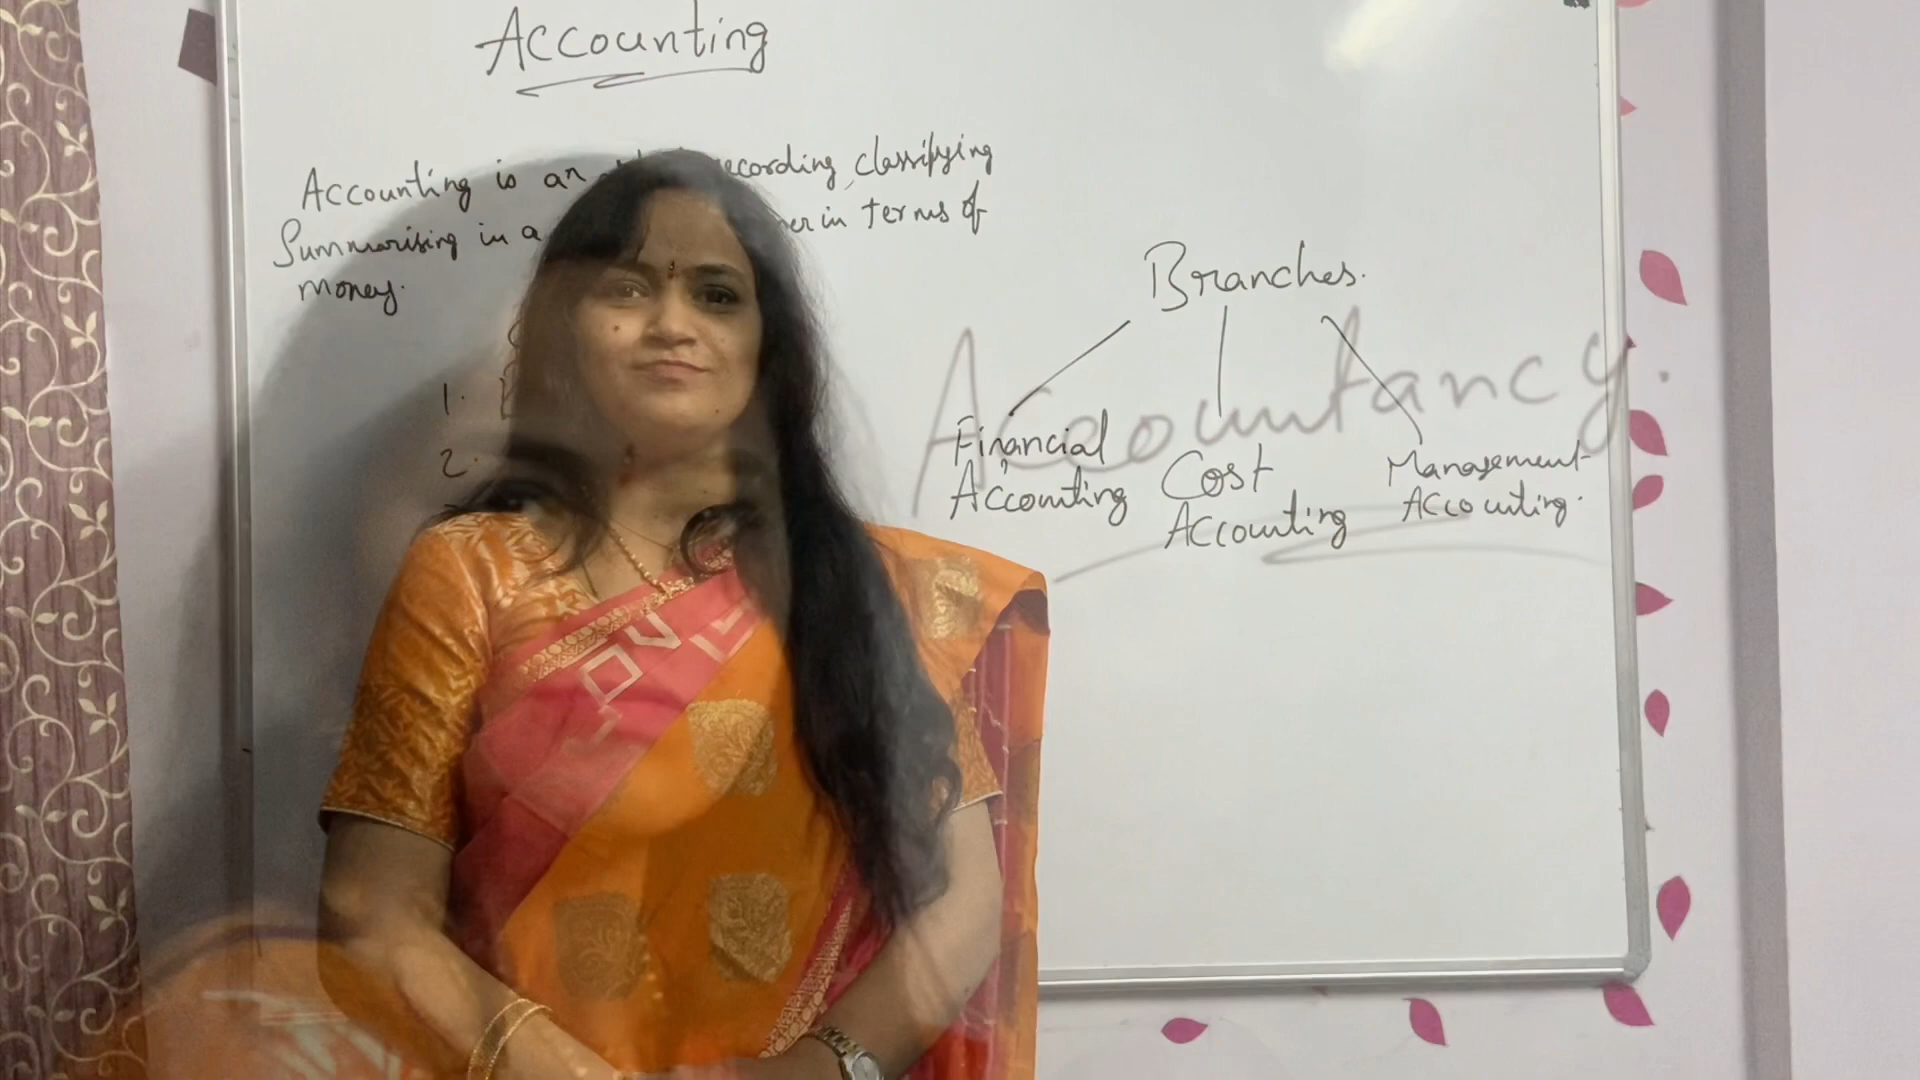 Accounting
Accounting is an recording, classifying
Summarising in a in terms of
money.
1.
2.
Branches.
Accountancy.
Financial Accounting
Cost Accounting
Management Accounting.